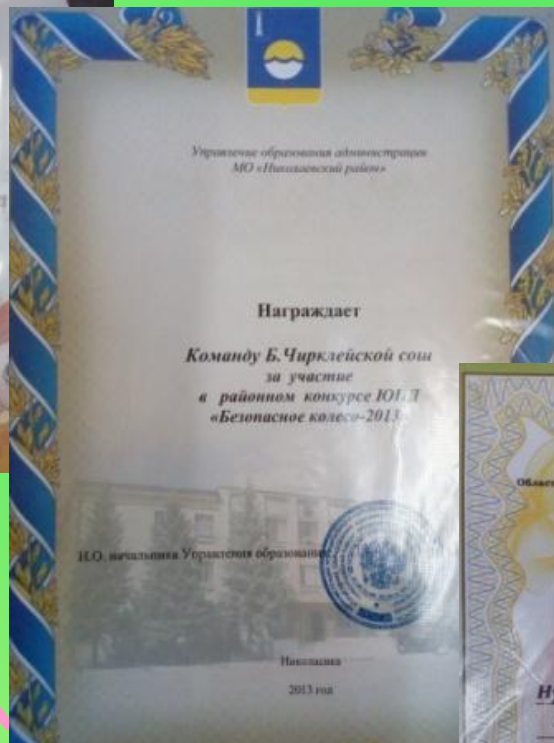 Управление образования администрации
МО «Николаевский район»
Награждает
Команду Б.Чирклейской сош
за участие
в районном конкурсе ЮИД
«Безопасное колесо-2013»
И.О. начальника Управления образование
Николаевка
2013 год